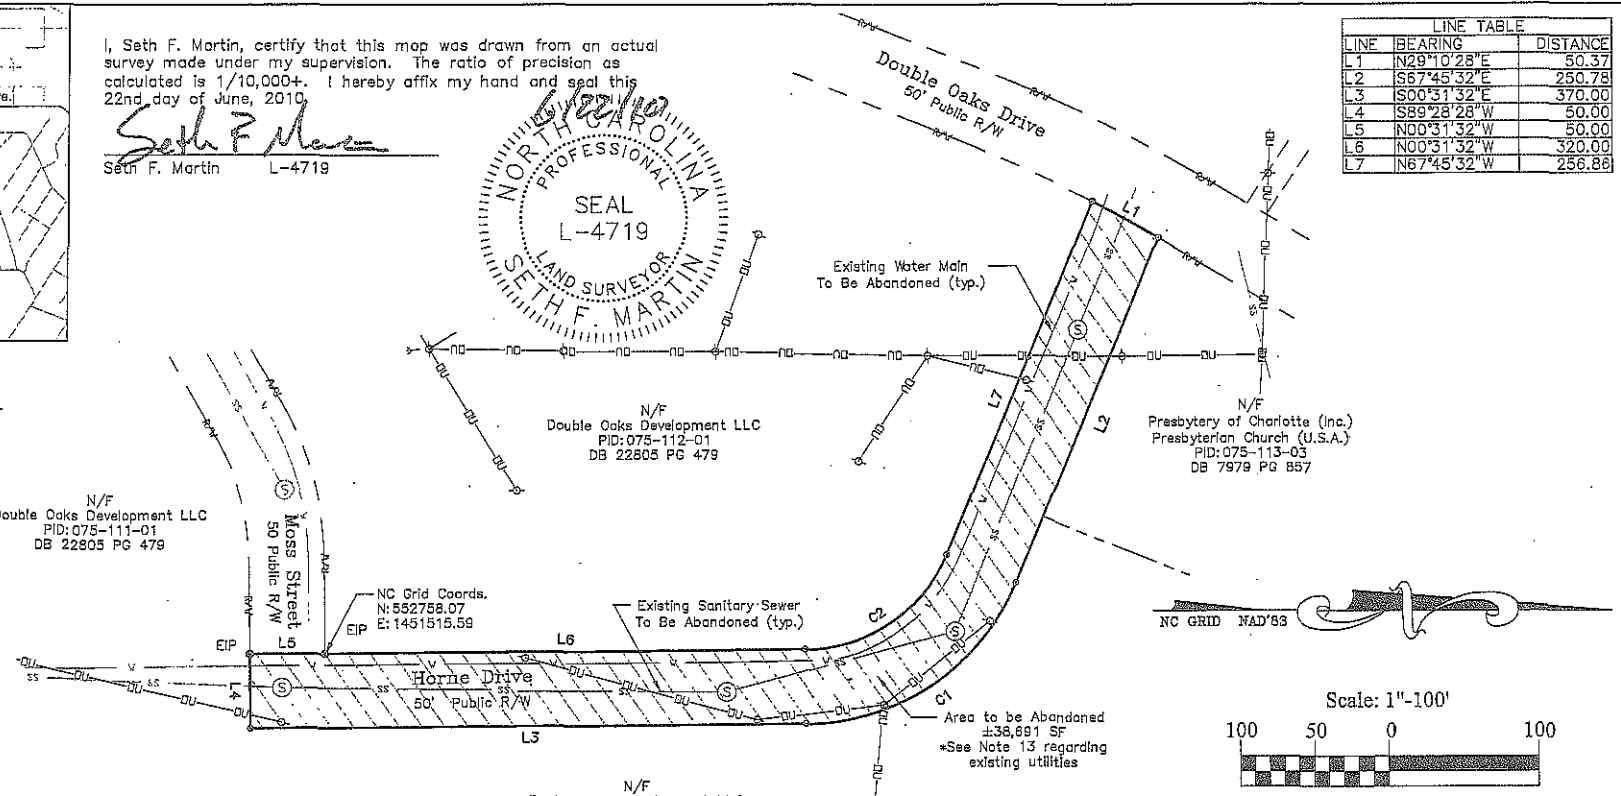 I, Seth F. Martin, certify that this map was drawn from an actual
survey made under my supervision. The ratio of precision as
calculated is 1/10,000+. I hereby affix my hand and seal this
22nd day of June, 2010.
Seth F. Martin L-4719
6/22/10
NORTH CAROLINA
PROFESSIONAL
SEAL
L-4719
LAND SURVEYOR
SETH F. MARTIN
Double Oaks Drive
50' Public R/W
LINE TABLE
LINE BEARING DISTANCE
L1 N29°10'28"E 50.37
L2 S67°45'32"E 250.78
L3 S00°31'32"E 370.00
L4 S89°28'28"W 50.00
L5 N00°31'32"W 50.00
L6 N00°31'32"W 320.00
L7 N67°45'32"W 256.86
L1
Existing Water Main
To Be Abandoned (typ.)
L7
L2
N/F
Double Oaks Development LLC
PID: 075-112-01
DB 22805 PG 479
N/F
Presbytery of Charlotte (Inc.)
Presbyterian Church (U.S.A.)
PID: 075-113-03
DB 7979 PG 857
N/F
Double Oaks Development LLC
PID: 075-111-01
DB 22805 PG 479
Moss Street
50 Public R/W
NC Grid Coords.
N: 552758.07
E: 1451515.59
EIP
EIP
L5
L6
Existing Sanitary Sewer
To Be Abandoned (typ.)
C2
L4
Horne Drive
50' Public R/W
L3
C1
Area to be Abandoned
±38,691 SF
*See Note 13 regarding
existing utilities
NC GRID NAD'83
Scale: 1"-100'
100 50 0 100
N/F